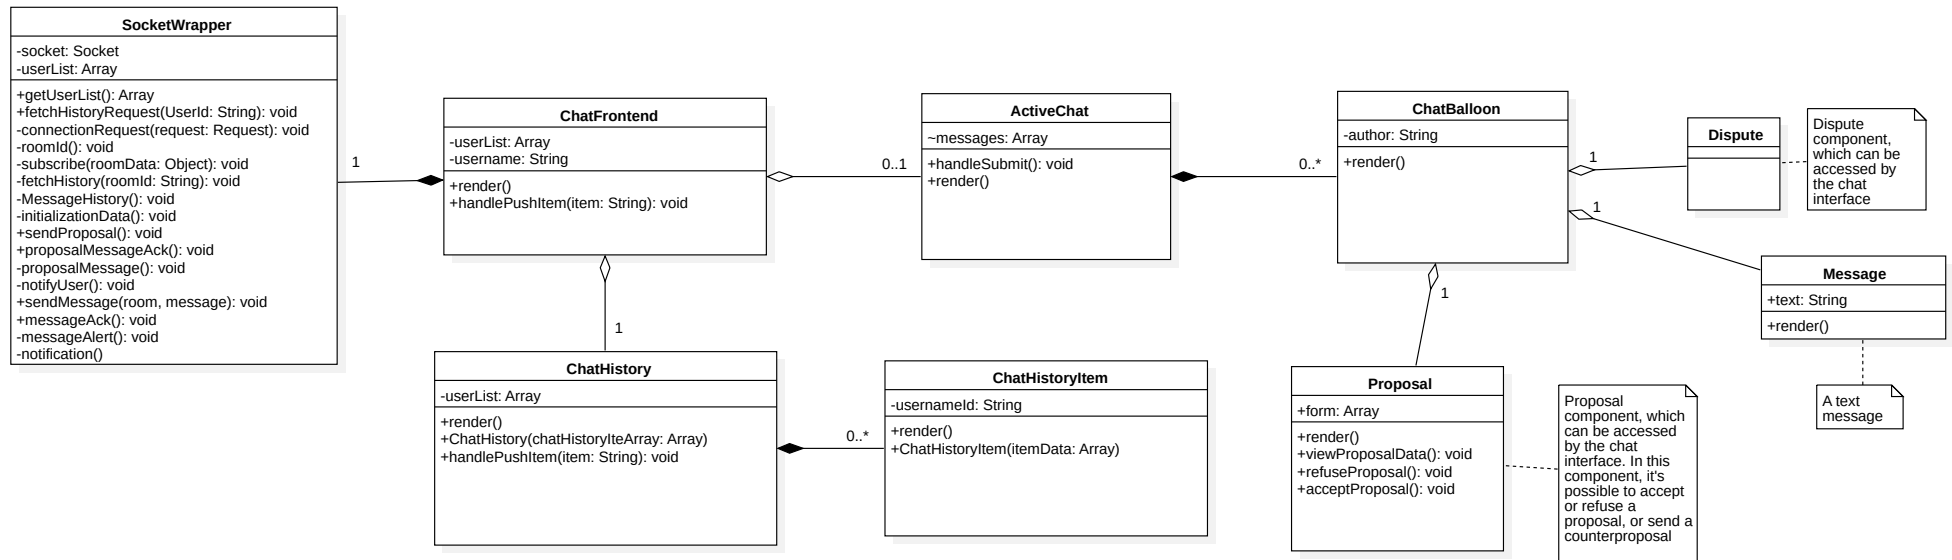 SocketWrapper
-socket: Socket
-userList: Array
+getUserList(): Array
+fetchHistoryRequest(UserId: String): void
-connectionRequest(request: Request): void
-roomId(): void
-subscribe(roomData: Object): void
-fetchHistory(roomId: String): void
-MessageHistory(): void
-initializationData(): void
+sendProposal(): void
+proposalMessageAck(): void
-proposalMessage(): void
-notifyUser(): void
+sendMessage(room, message): void
+messageAck(): void
-messageAlert(): void
-notification()
1
ChatFrontend
-userList: Array
-username: String
+render()
+handlePushItem(item: String): void
0..1
ActiveChat
~messages: Array
+handleSubmit(): void
+render()
0..*
ChatBalloon
-author: String
+render()
1
Dispute
Dispute
component,
which can be
accessed by
the chat
interface
1
Message
+text: String
+render()
A text
message
1
ChatHistory
-userList: Array
+render()
+ChatHistory(chatHistoryIteArray: Array)
+handlePushItem(item: String): void
0..*
ChatHistoryItem
-usernameId: String
+render()
+ChatHistoryItem(itemData: Array)
1
Proposal
+form: Array
+render()
+viewProposalData(): void
+refuseProposal(): void
+acceptProposal(): void
Proposal
component, which
can be accessed
by the chat
interface. In this
component, it's
possible to accept
or refuse a
proposal, or send a
counterproposal